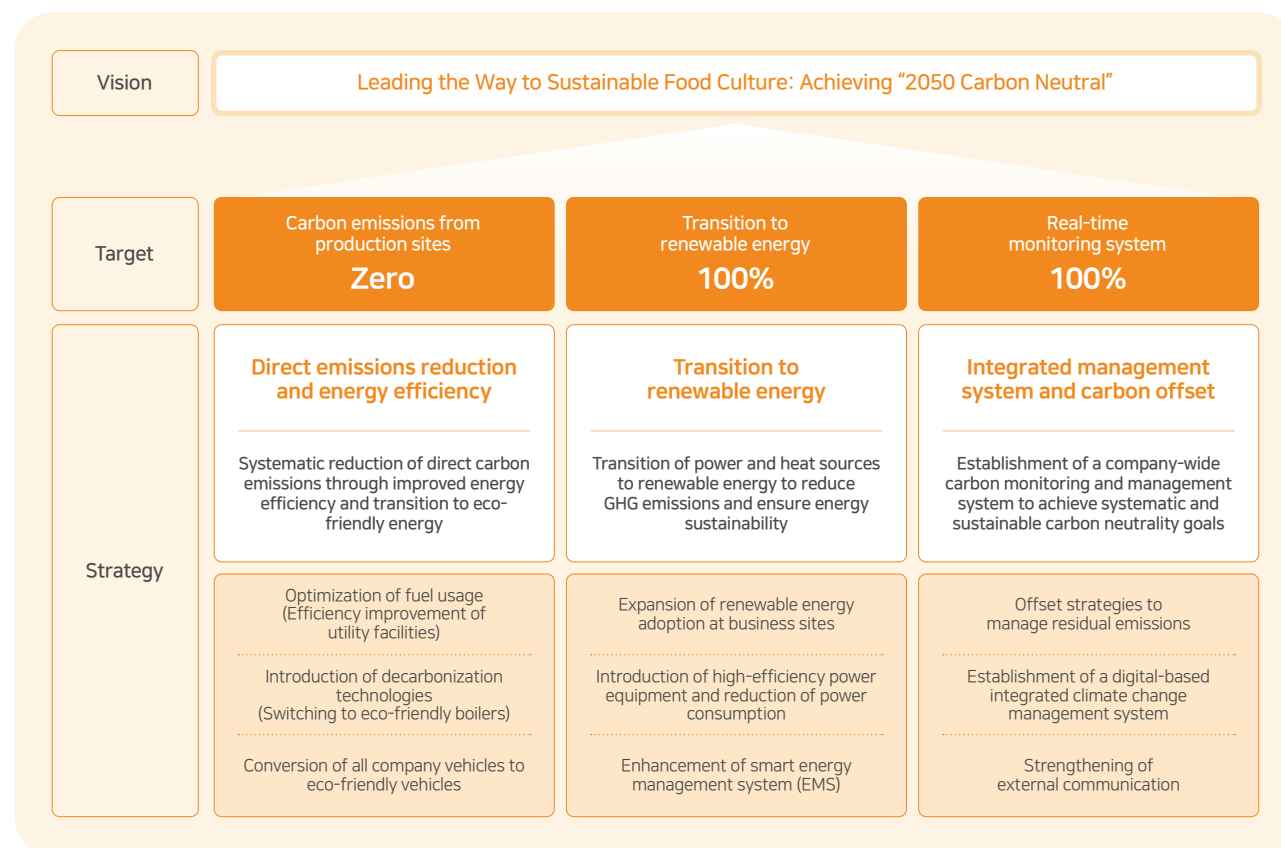 Vision
Leading the Way to Sustainable Food Culture: Achieving “2050 Carbon Neutral”
Target
Carbon emissions from
production sites
Zero
Transition to
renewable energy
100%
Real-time
monitoring system
100%
Strategy
Direct emissions reduction
and energy efficiency
Systematic reduction of direct carbon
emissions through improved energy
efficiency and transition to eco-
friendly energy
Transition to
renewable energy
Transition of power and heat sources
to renewable energy to reduce
GHG emissions and ensure energy
sustainability
Integrated management
system and carbon offset
Establishment of a company-wide
carbon monitoring and management
system to achieve systematic and
sustainable carbon neutrality goals
Optimization of fuel usage
(Efficiency improvement of
utility facilities)
Introduction of decarbonization
technologies
(Switching to eco-friendly boilers)
Conversion of all company vehicles to
eco-friendly vehicles
Expansion of renewable energy
adoption at business sites
Introduction of high-efficiency power
equipment and reduction of power
consumption
Enhancement of smart energy
management system (EMS)
Offset strategies to
manage residual emissions
Establishment of a digital-based
integrated climate change
management system
Strengthening of
external communication